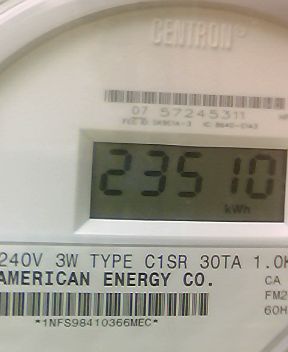 CENTRON®
07 57245311
23510
kWh
240V 3W TYPE C1SR 30TA 1.0K
AMERICAN ENERGY CO.
CA
FM2
60H
*1NFS98410366MEC*